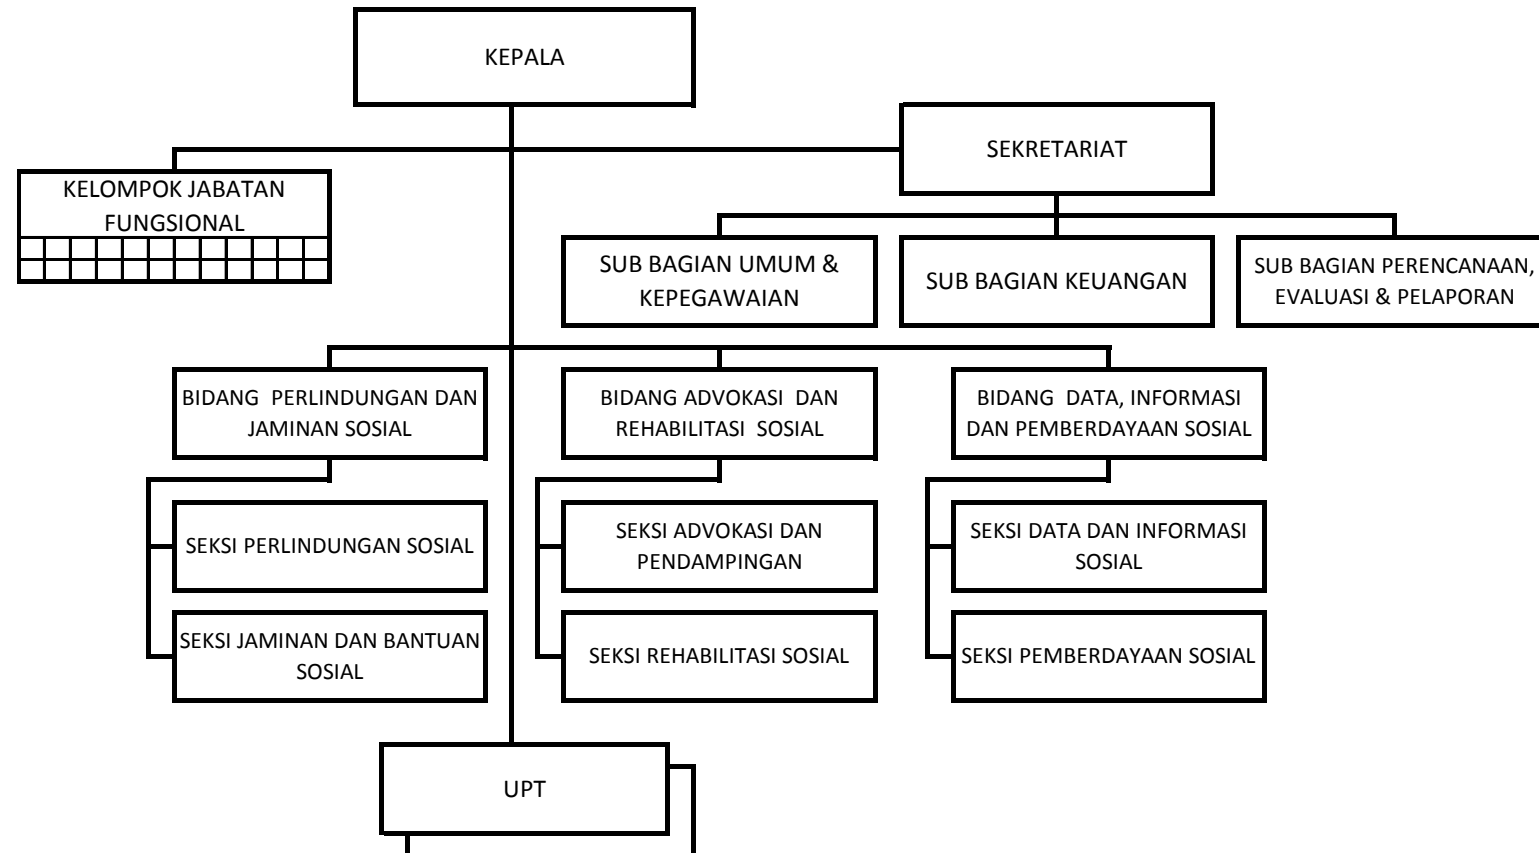 KEPALA
SEKRETARIAT
KELOMPOK JABATAN
FUNGSIONAL
SUB BAGIAN UMUM &
KEPEGAWAIAN
SUB BAGIAN KEUANGAN
SUB BAGIAN PERENCANAAN,
EVALUASI & PELAPORAN
BIDANG PERLINDUNGAN DAN
JAMINAN SOSIAL
BIDANG ADVOKASI DAN
REHABILITASI SOSIAL
BIDANG DATA, INFORMASI
DAN PEMBERDAYAAN SOSIAL
SEKSI PERLINDUNGAN SOSIAL
SEKSI ADVOKASI DAN
PENDAMPINGAN
SEKSI DATA DAN INFORMASI
SOSIAL
SEKSI JAMINAN DAN BANTUAN
SOSIAL
SEKSI REHABILITASI SOSIAL
SEKSI PEMBERDAYAAN SOSIAL
UPT